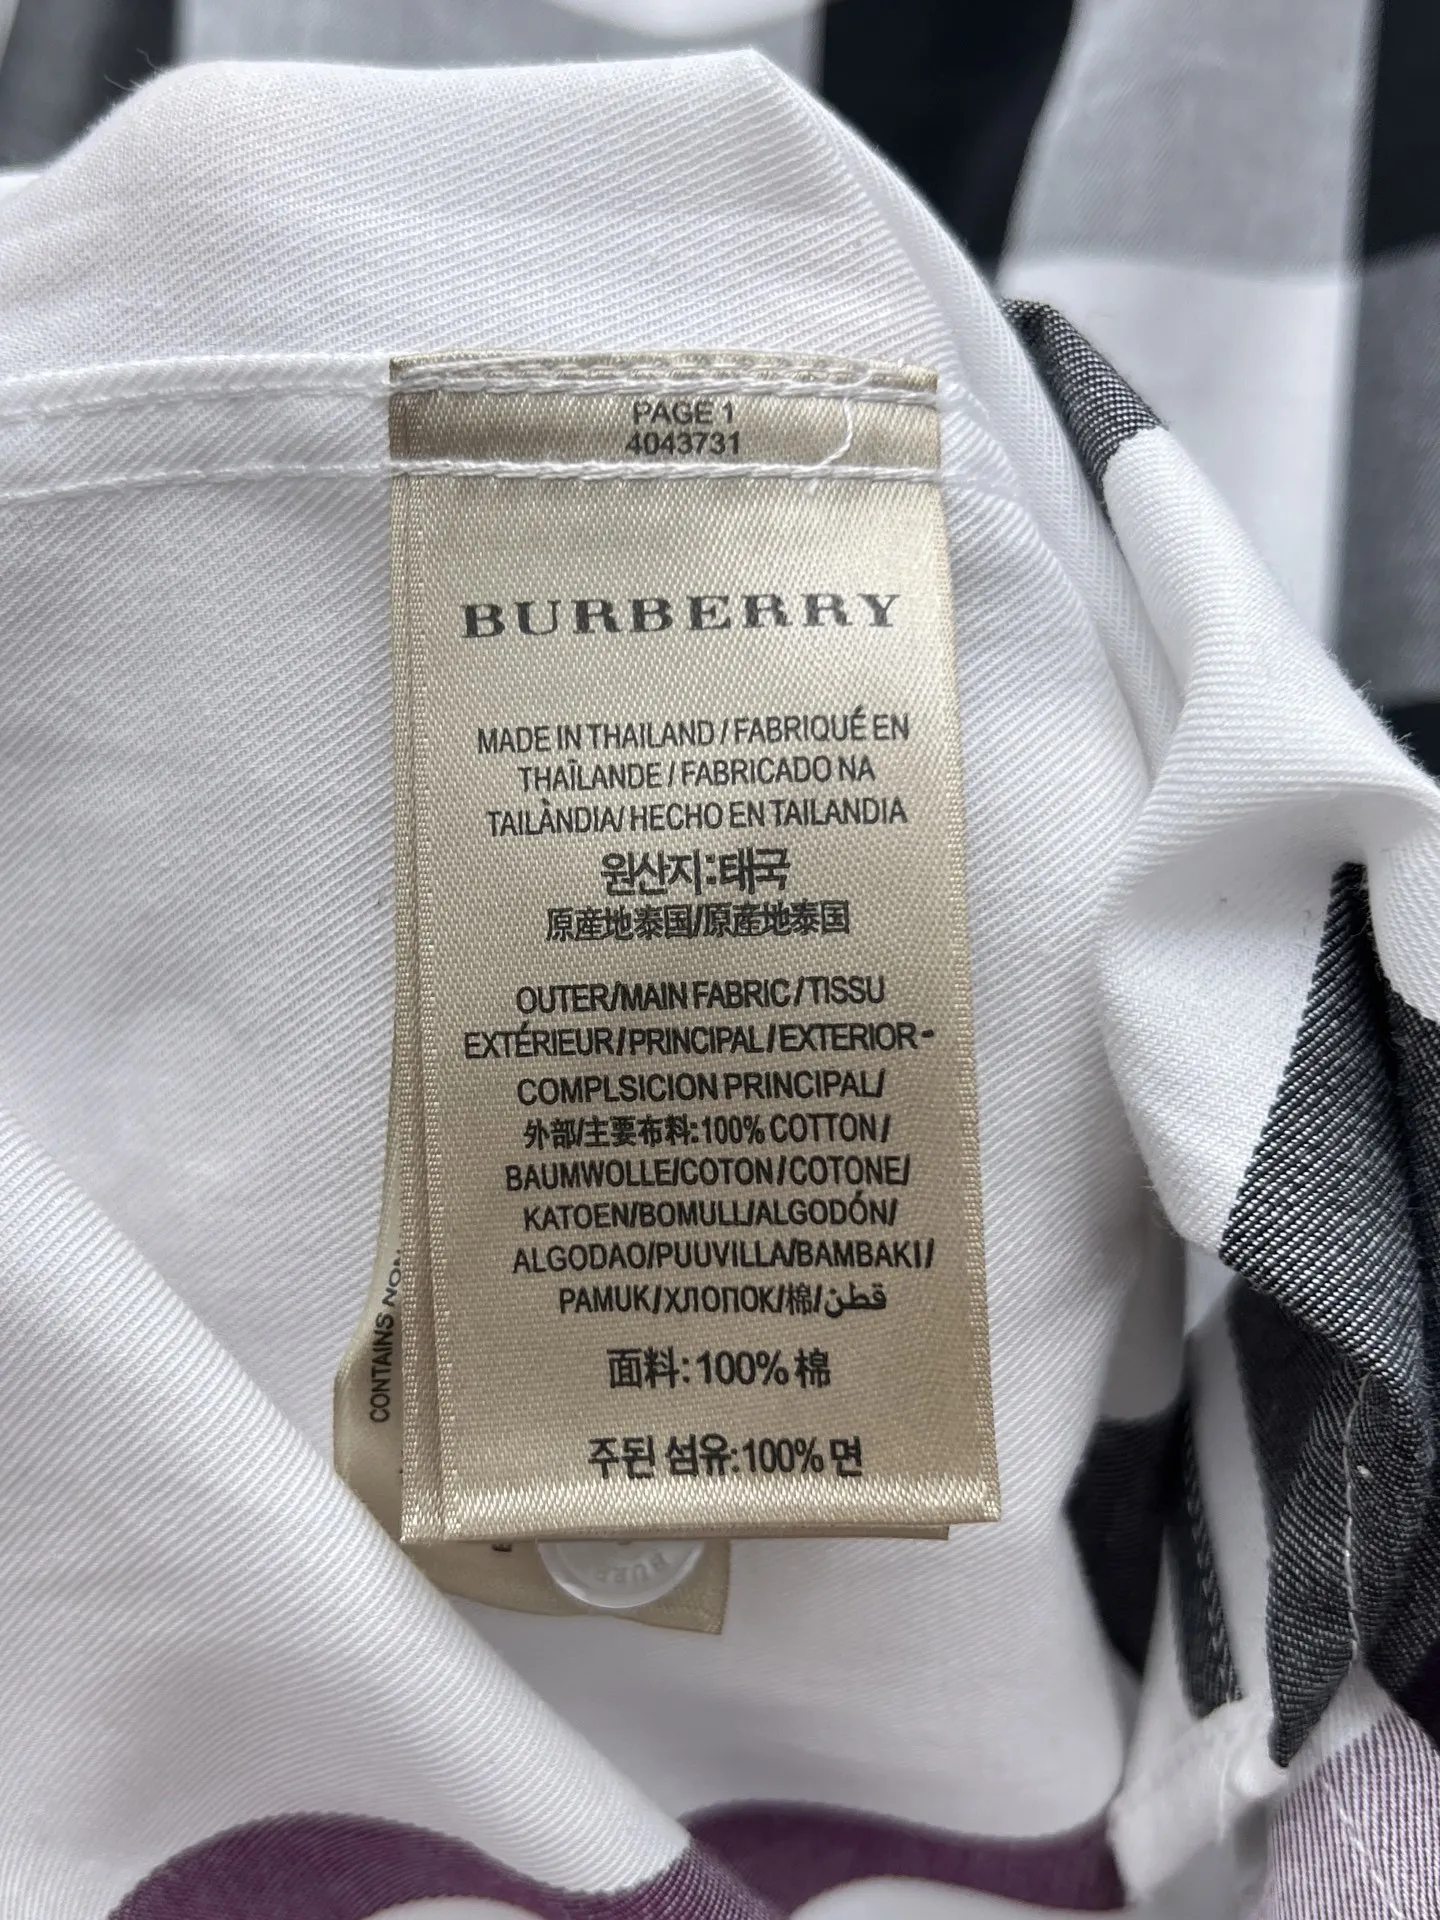 PAGE 1
4043731
BURBERRY
MADE IN THAILAND / FABRIQUÉ EN
THAÏLANDE / FABRICADO NA
TAILÀNDIA/ HECHO EN TAILANDIA
원산지:태국
原産地泰国/原産地泰国
OUTER/MAIN FABRIC / TISSU
EXTÉRIEUR / PRINCIPAL / EXTERIOR -
COMPLSICION PRINCIPAL/
外部/主要布料:100% COTTON /
BAUMWOLLE/COTON / COTONE/
KATOEN/BOMULL/ALGODÓN/
ALGODAO/PUUVILLA/BAMBAKI /
PAMUK / ХЛОПОК/棉/قطن
面料: 100% 棉
주된 섬유:100% 면
CONTAINS NON